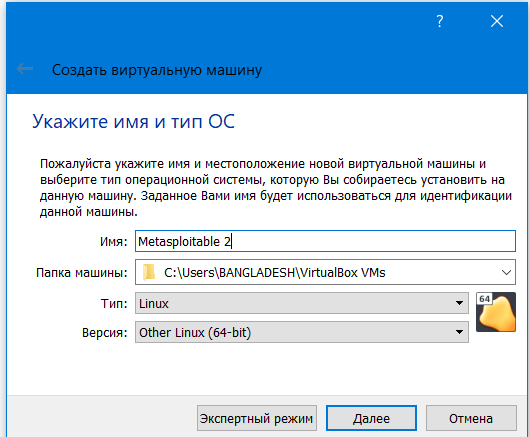 ?
Создать виртуальную машину
Укажите имя и тип ОС
Пожалуйста укажите имя и местоположение новой виртуальной машины и
выберите тип операционной системы, которую Вы собираетесь установить на
данную машину. Заданное Вами имя будет использоваться для идентификации
данной машины.
Имя: Metasploitable 2
Папка машины: C:\Users\BANGLADESH\VirtualBox VMs
Тип: Linux
64
Версия: Other Linux (64-bit)
Экспертный режим Далее Отмена